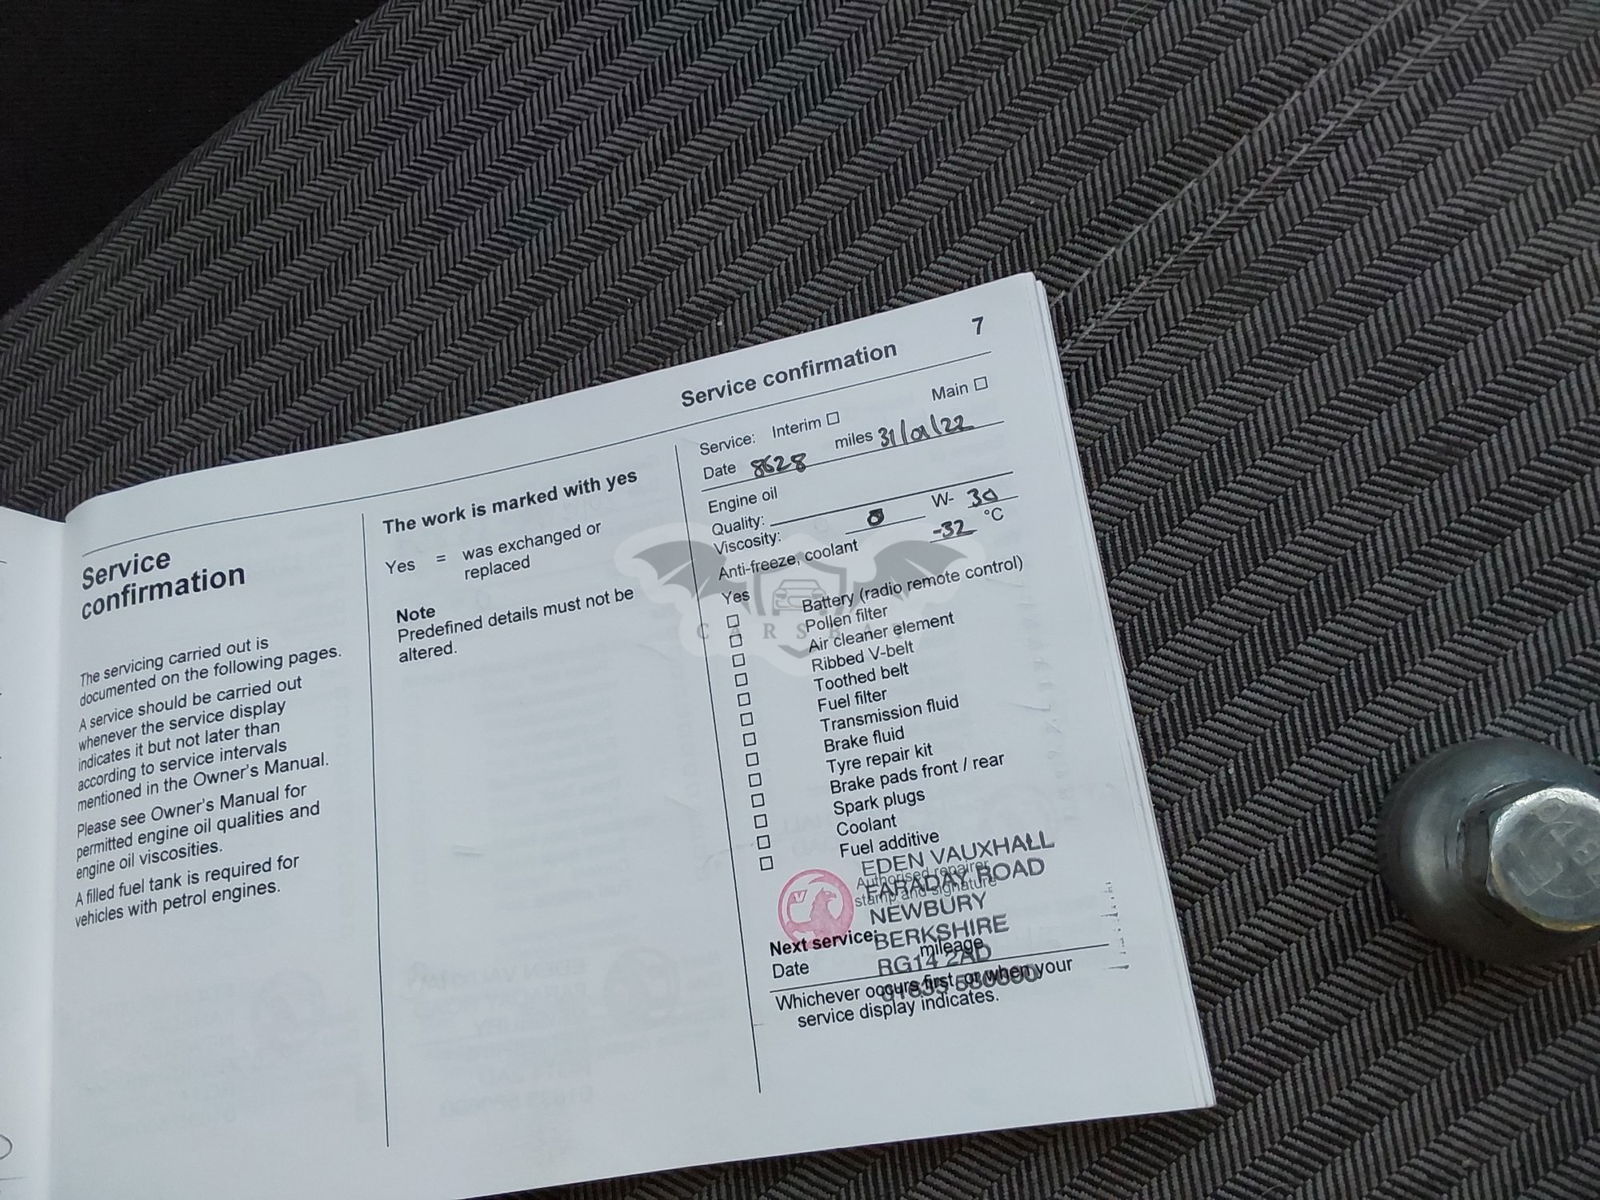 7
Service confirmation
Service
confirmation
The servicing carried out is
documented on the following pages.
A service should be carried out
whenever the service display
indicates it but not later than
according to service intervals
mentioned in the Owner's Manual.
Please see Owner's Manual for
permitted engine oil qualities and
engine oil viscosities.
A filled fuel tank is required for
vehicles with petrol engines.
The work is marked with yes
Yes = was exchanged or
replaced
Note
Predefined details must not be
altered.
Service: Interim Main
Date 8628 miles 31/01/22
Engine oil
Quality:
Viscosity: 0 W- 30
Anti-freeze, coolant -32 °C
Yes
Battery (radio remote control)
Pollen filter
Air cleaner element
Ribbed V-belt
Toothed belt
Fuel filter
Transmission fluid
Brake fluid
Tyre repair kit
Brake pads front / rear
Spark plugs
Coolant
Fuel additive
Authorised repairer
stamp and signature
EDEN VAUXHALL
FARADAY ROAD
NEWBURY
BERKSHIRE
RG14 2AD
Next service:
Date mileage
Whichever occurs first, or when your
service display indicates.
CARSBAT